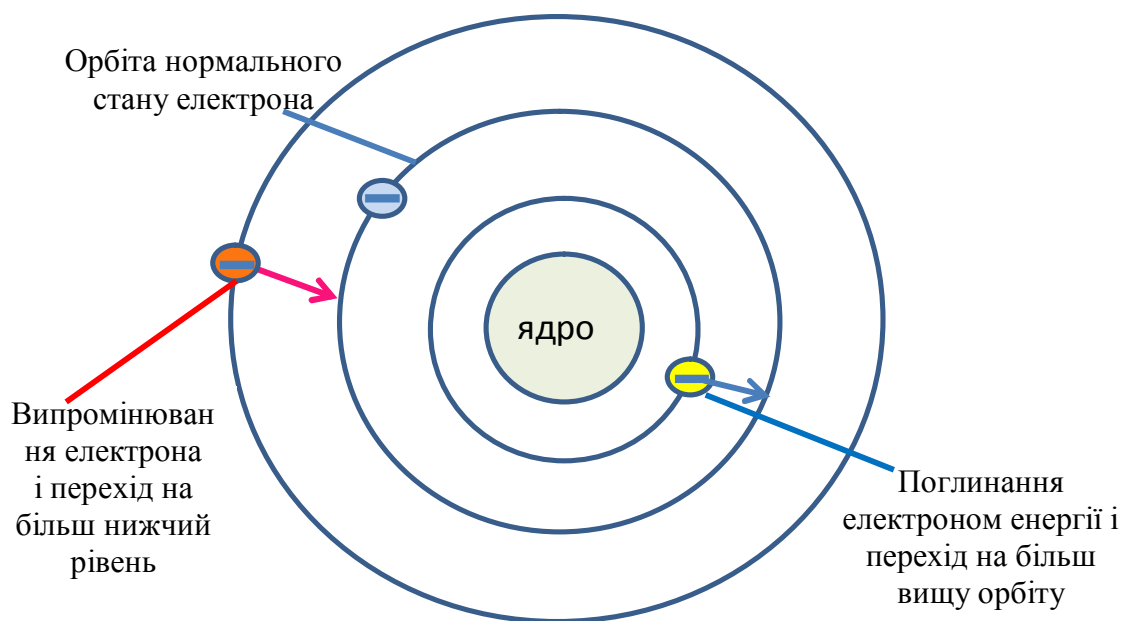 Орбіта нормального
стану електрона
ядро
Випромінюван
ня електрона
і перехід на
більш нижчий
рівень
Поглинання
електроном енергії і
перехід на більш
вищу орбіту